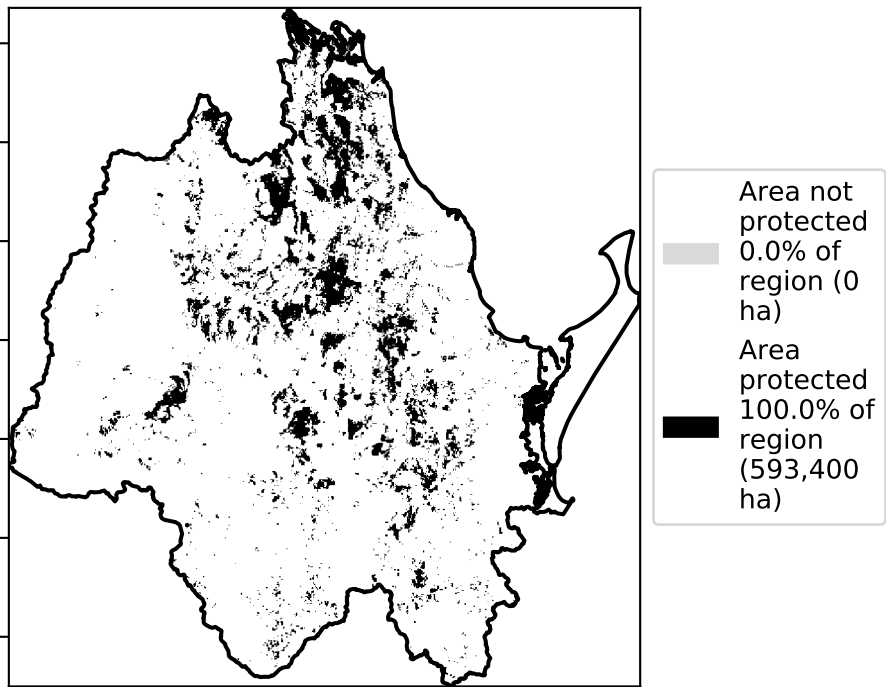 Area not
protected
0.0% of
region (0
ha)
Area
protected
100.0% of
region
(593,400
ha)